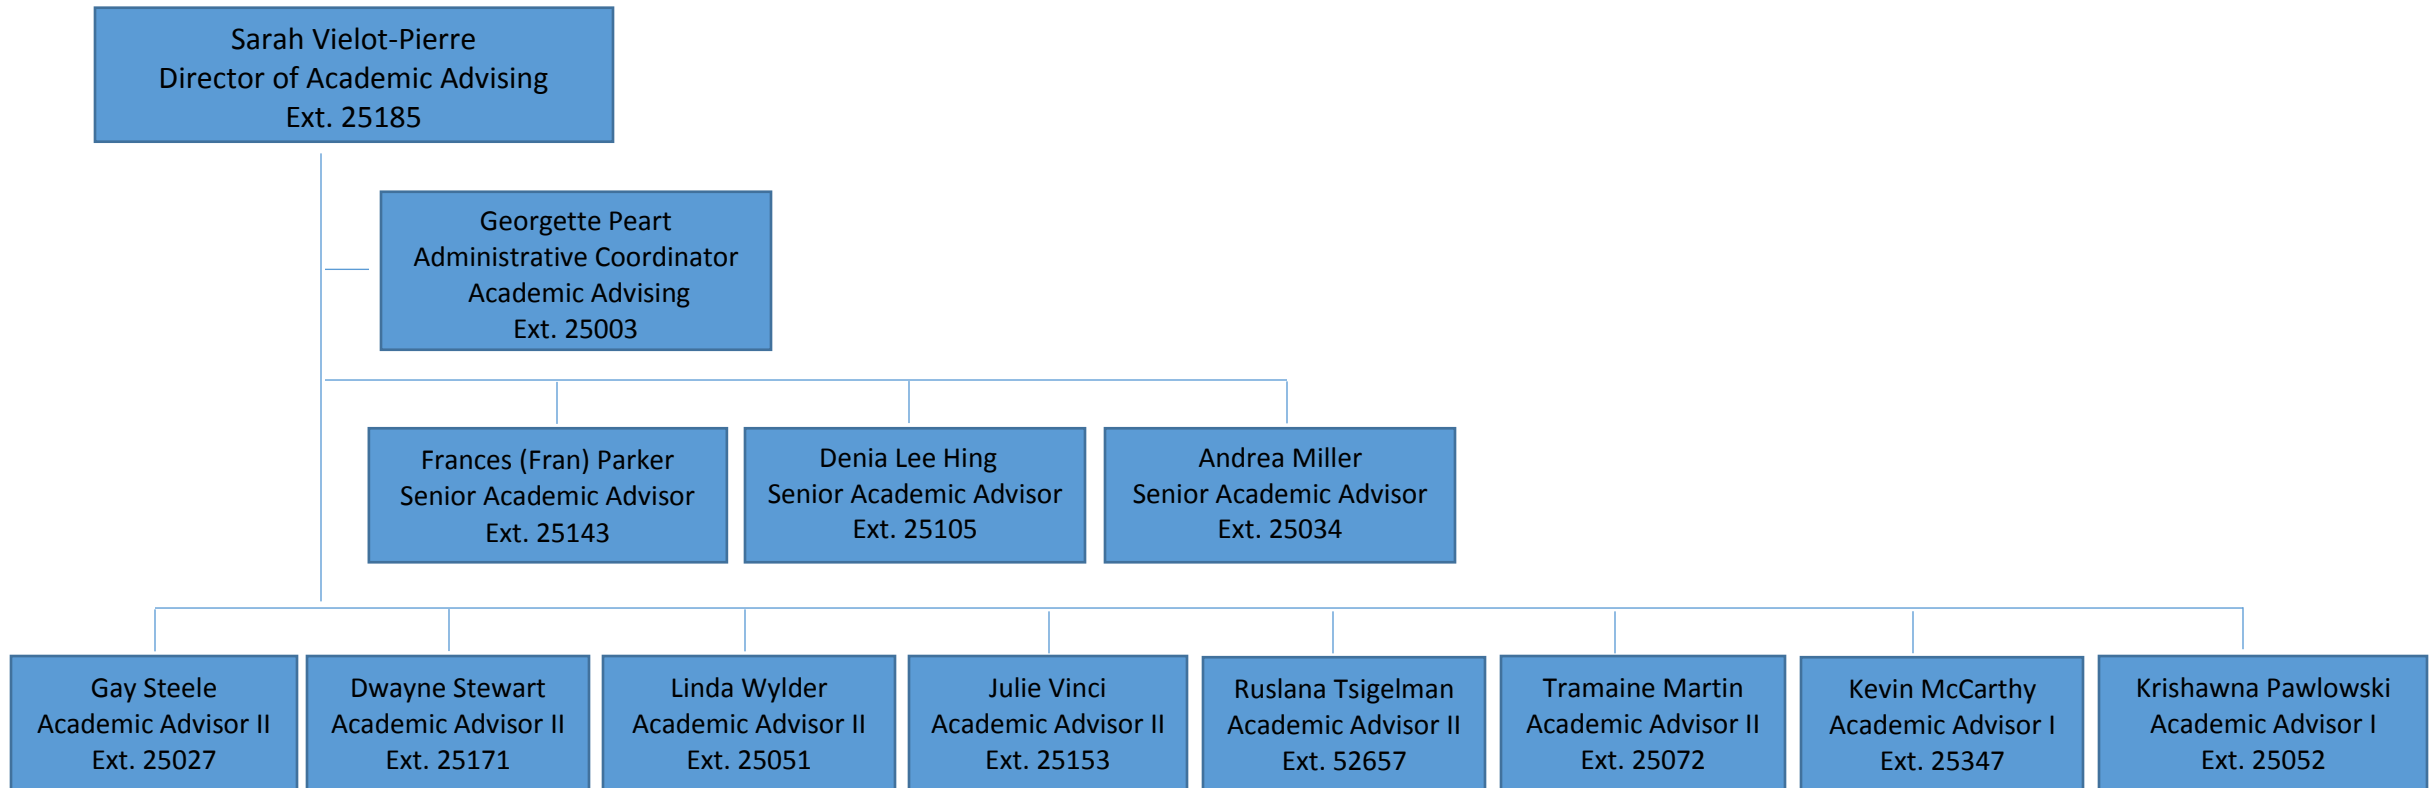 Sarah Vielot-Pierre
Director of Academic Advising
Ext. 25185
Georgette Peart
Administrative Coordinator
Academic Advising
Ext. 25003
Frances (Fran) Parker
Senior Academic Advisor
Ext. 25143
Denia Lee Hing
Senior Academic Advisor
Ext. 25105
Andrea Miller
Senior Academic Advisor
Ext. 25034
Gay Steele
Academic Advisor II
Ext. 25027
Dwayne Stewart
Academic Advisor II
Ext. 25171
Linda Wylder
Academic Advisor II
Ext. 25051
Julie Vinci
Academic Advisor II
Ext. 25153
Ruslana Tsigelman
Academic Advisor II
Ext. 52657
Tramaine Martin
Academic Advisor II
Ext. 25072
Kevin McCarthy
Academic Advisor I
Ext. 25347
Krishawna Pawlowski
Academic Advisor I
Ext. 25052